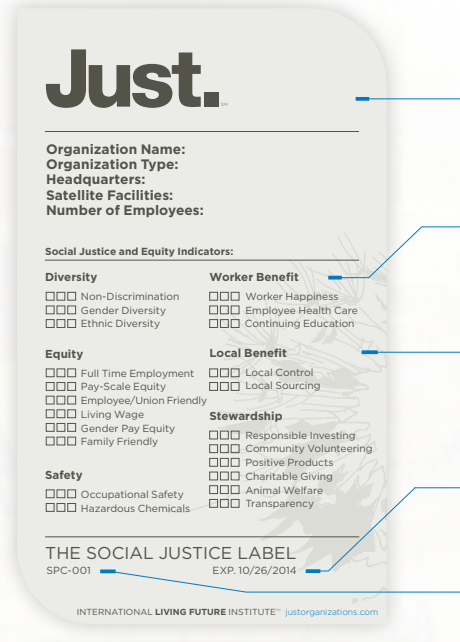 Just.
Organization Name:
Organization Type:
Headquarters:
Satellite Facilities:
Number of Employees:
Social Justice and Equity Indicators:
Diversity
Non-Discrimination
Gender Diversity
Ethnic Diversity
Equity
Full Time Employment
Pay-Scale Equity
Employee/Union Friendly
Living Wage
Gender Pay Equity
Family Friendly
Safety
Occupational Safety
Hazardous Chemicals
Worker Benefit
Worker Happiness
Employee Health Care
Continuing Education
Local Benefit
Local Control
Local Sourcing
Stewardship
Responsible Investing
Community Volunteering
Positive Products
Charitable Giving
Animal Welfare
Transparency
THE SOCIAL JUSTICE LABEL
SPC-001 EXP. 10/26/2014
INTERNATIONAL LIVING FUTURE INSTITUTE justorganizations.com